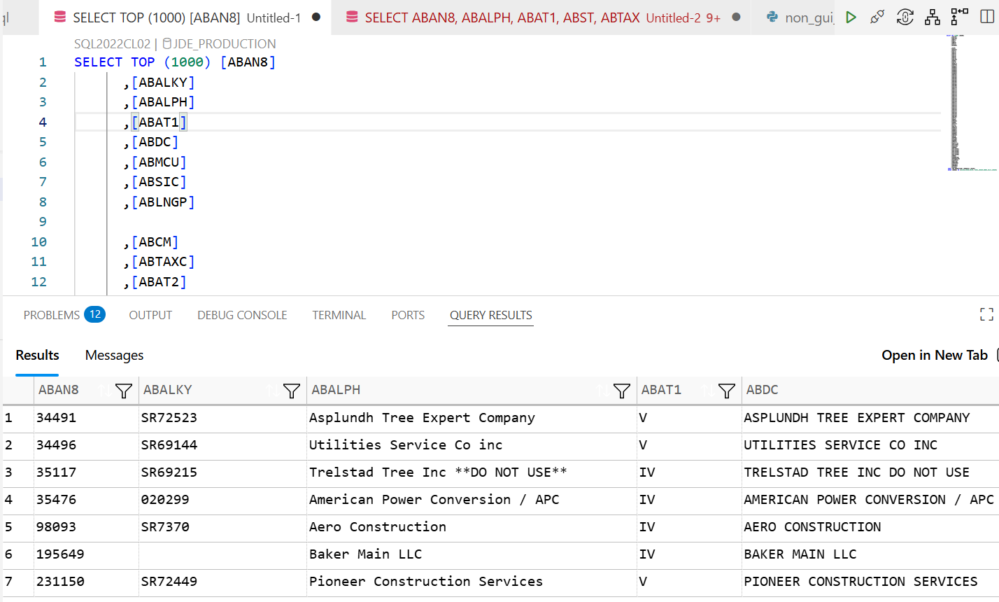 ql SELECT TOP (1000) [ABAN8] Untitled-1 SELECT ABAN8, ABALPH, ABAT1, ABST, ABTAX Untitled-2 9+ non_gui
SQL2022CL02 | JDE_PRODUCTION
1 SELECT TOP (1000) [ABAN8]
2 ,[ABALKY]
3 ,[ABALPH]
4 ,[ABAT1]
5 ,[ABDC]
6 ,[ABMCU]
7 ,[ABSIC]
8 ,[ABLNGP]
9
10 ,[ABCM]
11 ,[ABTAXC]
12 ,[ABAT2]
PROBLEMS 12 OUTPUT DEBUG CONSOLE TERMINAL PORTS QUERY RESULTS
Results Messages Open in New Tab
ABAN8 ABALKY ABALPH ABAT1 ABDC
1 34491 SR72523 Asplundh Tree Expert Company V ASPLUNDH TREE EXPERT COMPANY
2 34496 SR69144 Utilities Service Co inc V UTILITIES SERVICE CO INC
3 35117 SR69215 Trelstad Tree Inc **DO NOT USE** IV TRELSTAD TREE INC DO NOT USE
4 35476 020299 American Power Conversion / APC IV AMERICAN POWER CONVERSION / APC
5 98093 SR7370 Aero Construction IV AERO CONSTRUCTION
6 195649 Baker Main LLC IV BAKER MAIN LLC
7 231150 SR72449 Pioneer Construction Services V PIONEER CONSTRUCTION SERVICES